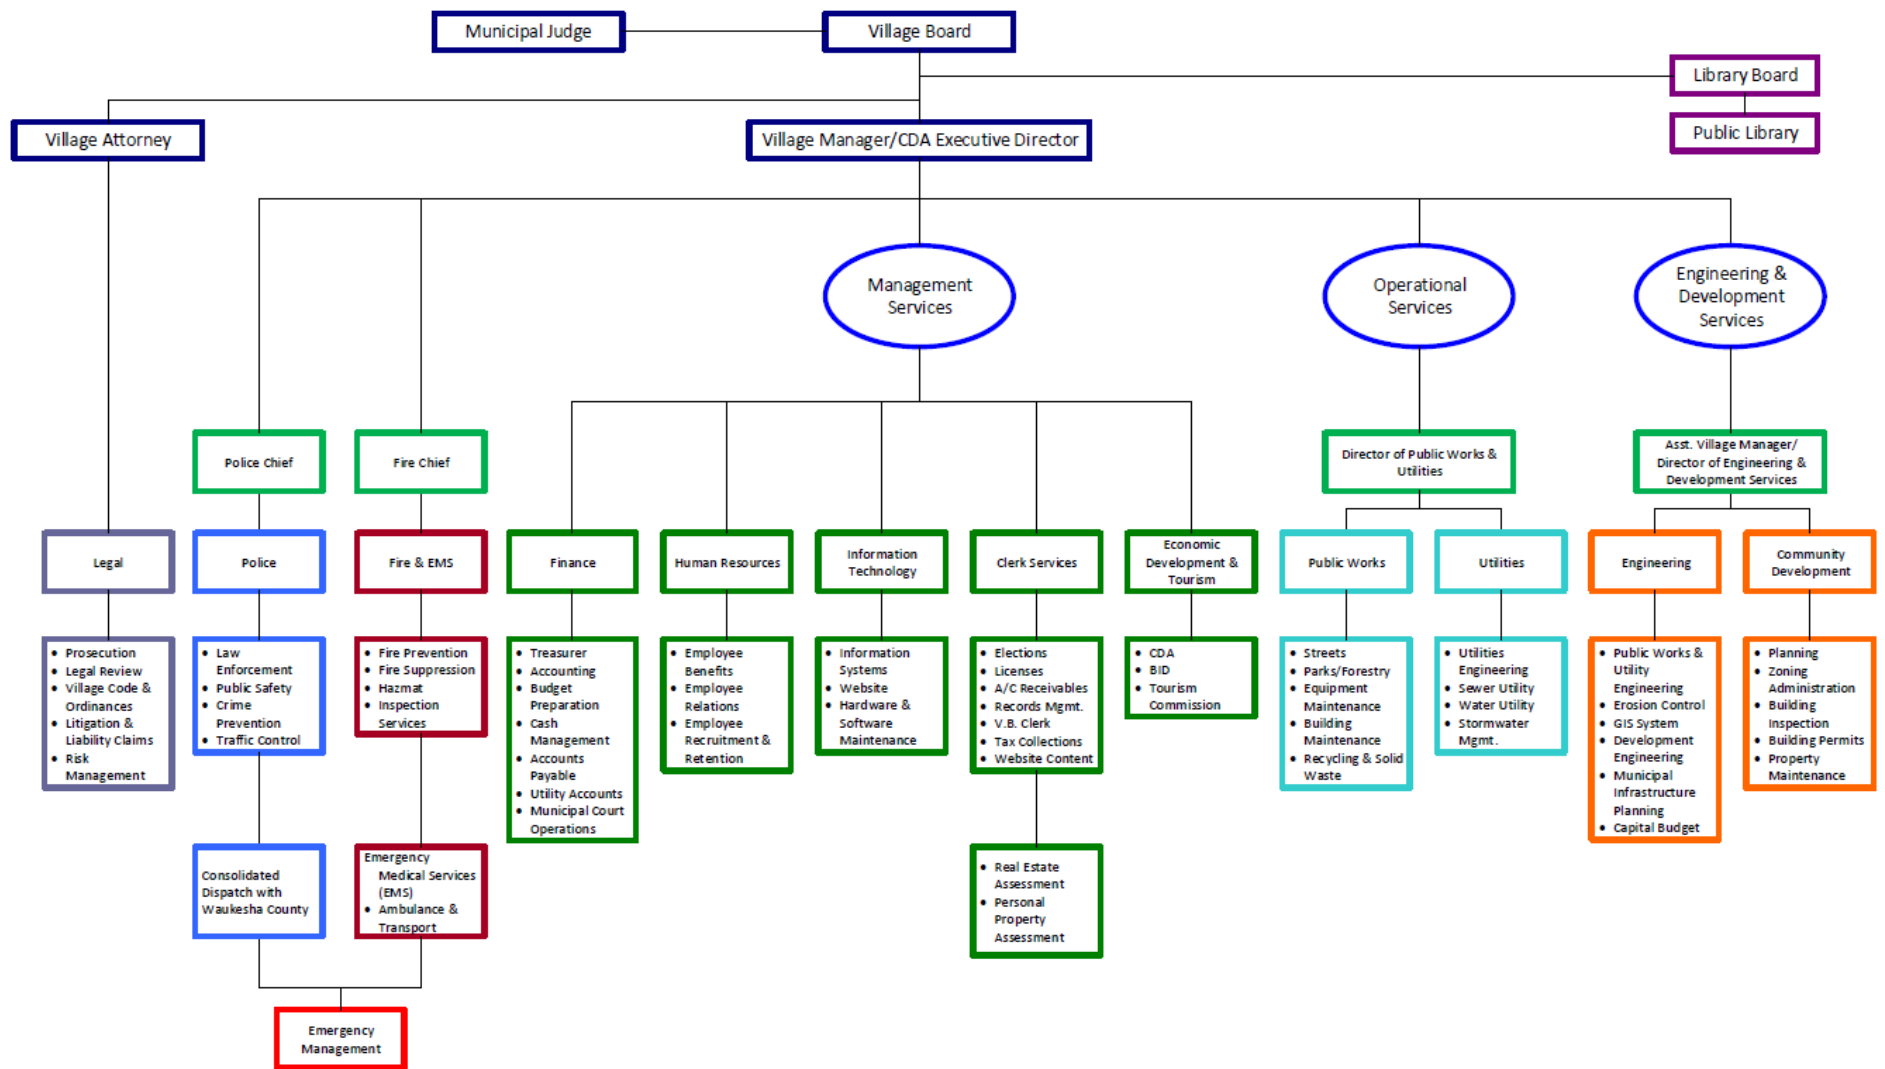 Municipal Judge
Village Board
Library Board
Public Library
Village Attorney
Village Manager/CDA Executive Director
Management
Services
Operational
Services
Engineering &
Development
Services
Police Chief
Fire Chief
Director of Public Works &
Utilities
Asst. Village Manager/
Director of Engineering &
Development Services
Legal
Police
Fire & EMS
Finance
Human Resources
Information
Technology
Clerk Services
Economic
Development &
Tourism
Public Works
Utilities
Engineering
Community
Development
• Prosecution
• Legal Review
• Village Code &
Ordinances
• Litigation &
Liability Claims
• Risk
Management
• Law
Enforcement
• Public Safety
• Crime
Prevention
• Traffic Control
• Fire Prevention
• Fire Suppression
• Hazmat
• Inspection
Services
• Treasurer
• Accounting
• Budget
Preparation
• Cash
Management
• Accounts
Payable
• Utility Accounts
• Municipal Court
Operations
• Employee
Benefits
• Employee
Relations
• Employee
Recruitment &
Retention
• Information
Systems
• Website
• Hardware &
Software
Maintenance
• Elections
• Licenses
• A/C Receivables
• Records Mgmt.
• V.B. Clerk
• Tax Collections
• Website Content
• CDA
• BID
• Tourism
Commission
• Streets
• Parks/Forestry
• Equipment
Maintenance
• Building
Maintenance
• Recycling & Solid
Waste
• Utilities
Engineering
• Sewer Utility
• Water Utility
• Stormwater
Mgmt.
• Public Works &
Utility
Engineering
• Erosion Control
• GIS System
• Development
Engineering
• Municipal
Infrastructure
Planning
• Capital Budget
• Planning
• Zoning
Administration
• Building
Inspection
• Building Permits
• Property
Maintenance
Consolidated
Dispatch with
Waukesha County
Emergency
Medical Services
(EMS)
• Ambulance &
Transport
• Real Estate
Assessment
• Personal
Property
Assessment
Emergency
Management